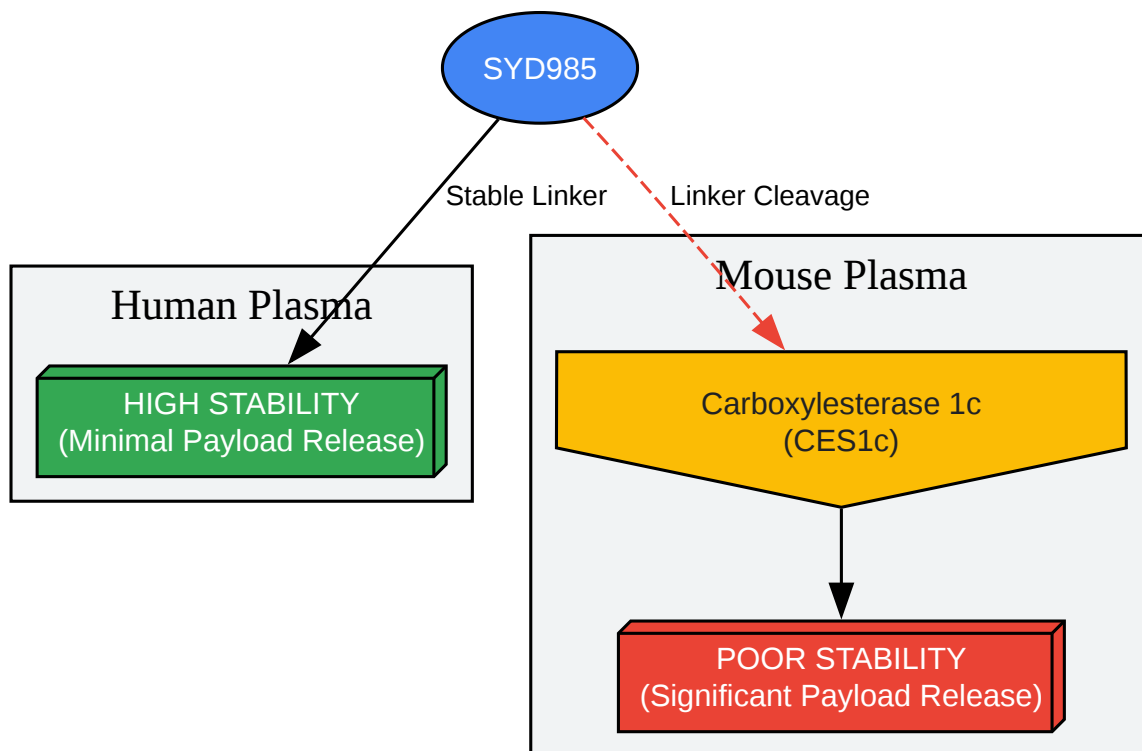 SYD985
Stable Linker
Linker Cleavage
Human Plasma
HIGH STABILITY
(Minimal Payload Release)
Mouse Plasma
Carboxylesterase 1c
(CES1c)
POOR STABILITY
(Significant Payload Release)